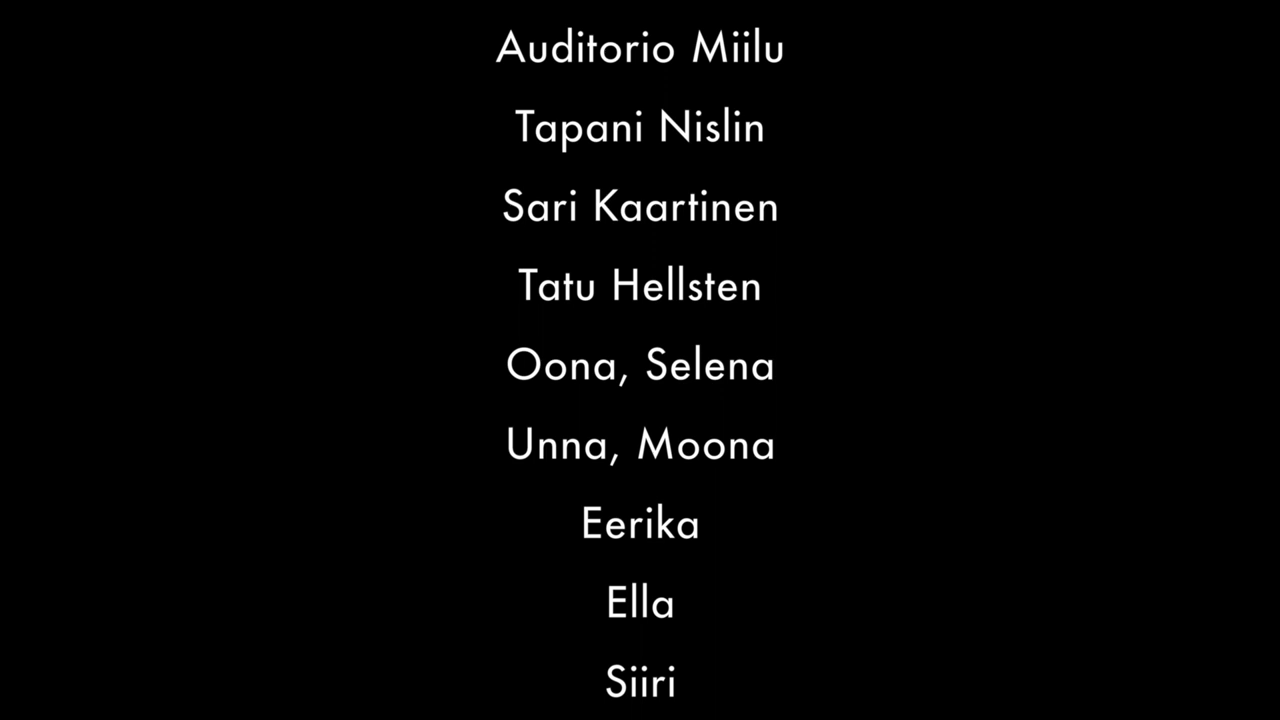 Auditorio Miilu
Tapani Nislin
Sari Kaartinen
Tatu Hellsten
Oona, Selena
Unna, Moona
Eerika
Ella
Siiri